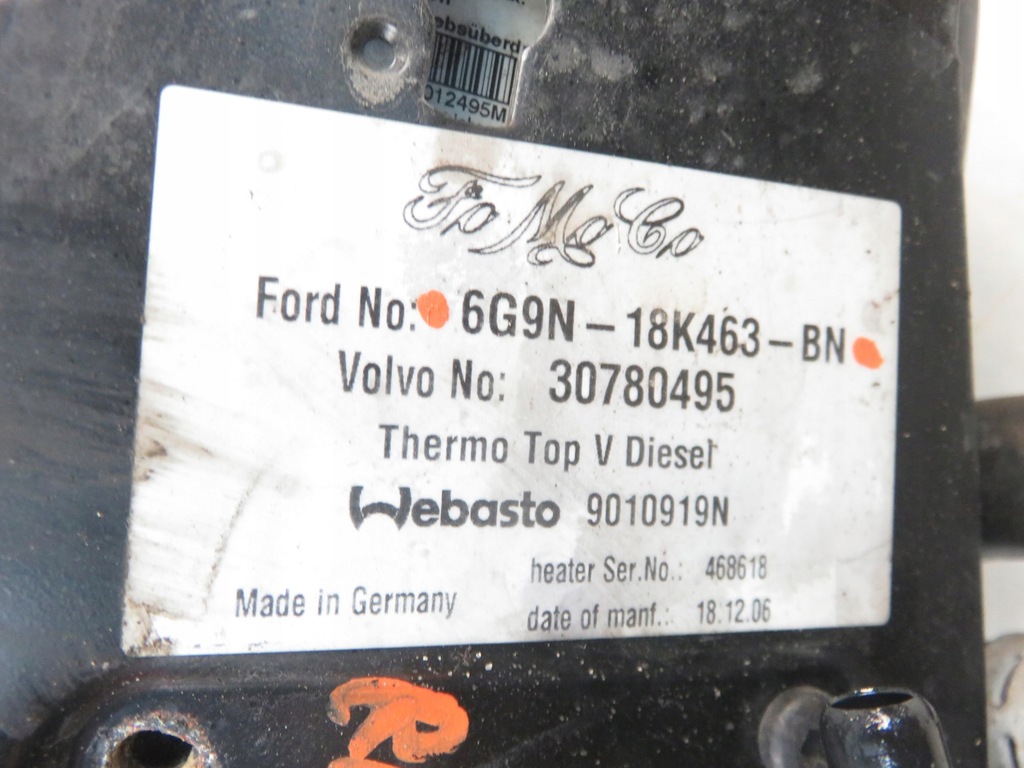 012495M
FoMoCo
Ford No: 6G9N-18K463-BN
Volvo No: 30780495
Thermo Top V Diesel
Webasto 9010919N
heater Ser.No.: 468618
Made in Germany
date of manf.: 18.12.06